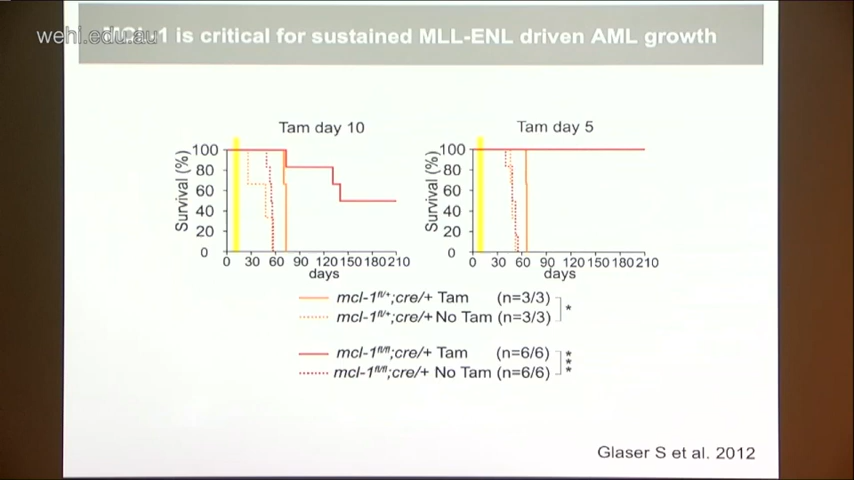 wehi.edu.au
is critical for sustained MLL-ENL driven AML growth
Tam day 10
Survival (%)
100
80
60
40
20
0
0 30 60 90 120 150 180 210
days
Tam day 5
Survival (%)
100
80
60
40
20
0
0 30 60 90 120 150 180 210
days
mcl-1fl/+;cre/+ Tam (n=3/3)
*
mcl-1fl/+;cre/+ No Tam (n=3/3)
mcl-1fl/fl;cre/+ Tam (n=6/6)
***
mcl-1fl/fl;cre/+ No Tam (n=6/6)
Glaser S et al. 2012